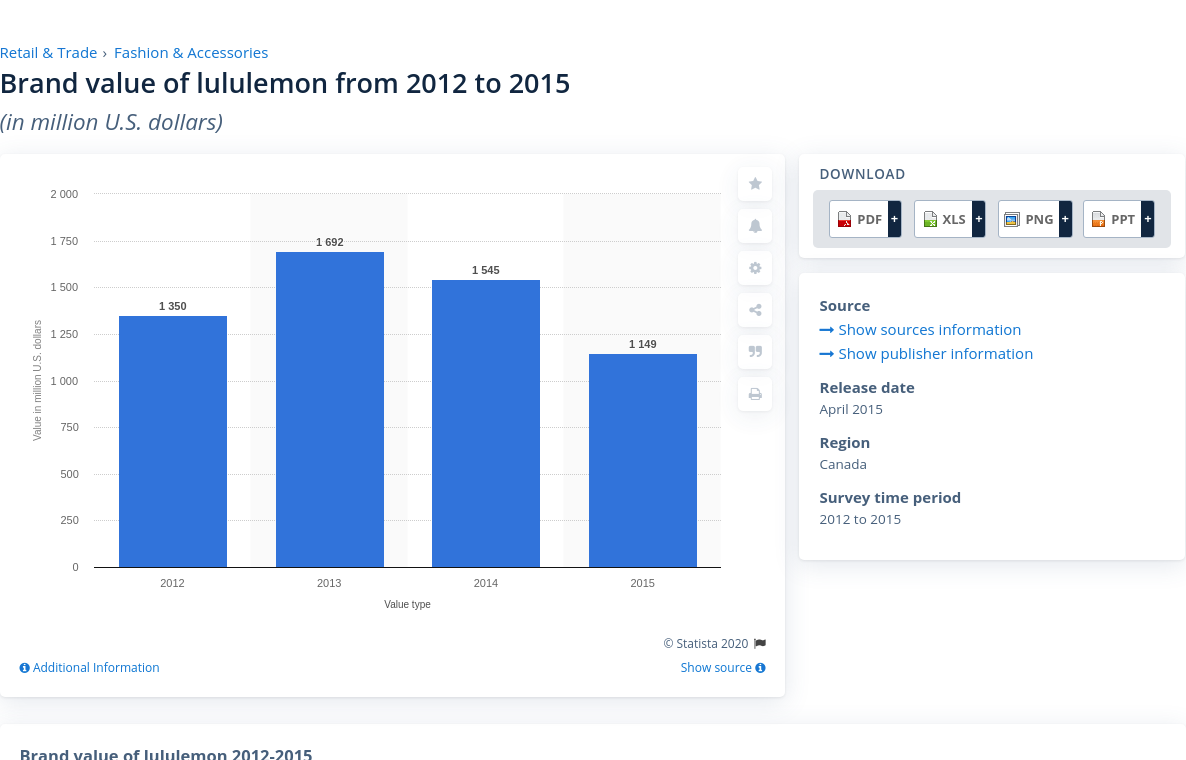 Retail & Trade › Fashion & Accessories
Brand value of lululemon from 2012 to 2015
(in million U.S. dollars)
2 000
1 750
1 500
1 250
1 000
750
500
250
0
Value in million U.S. dollars
1 350
1 692
1 545
1 149
2012 2013 2014 2015
Value type
© Statista 2020
Additional Information
Show source
DOWNLOAD
PDF + XLS + PNG + PPT +
Source
Show sources information
Show publisher information
Release date
April 2015
Region
Canada
Survey time period
2012 to 2015
Brand value of lululemon 2012-2015